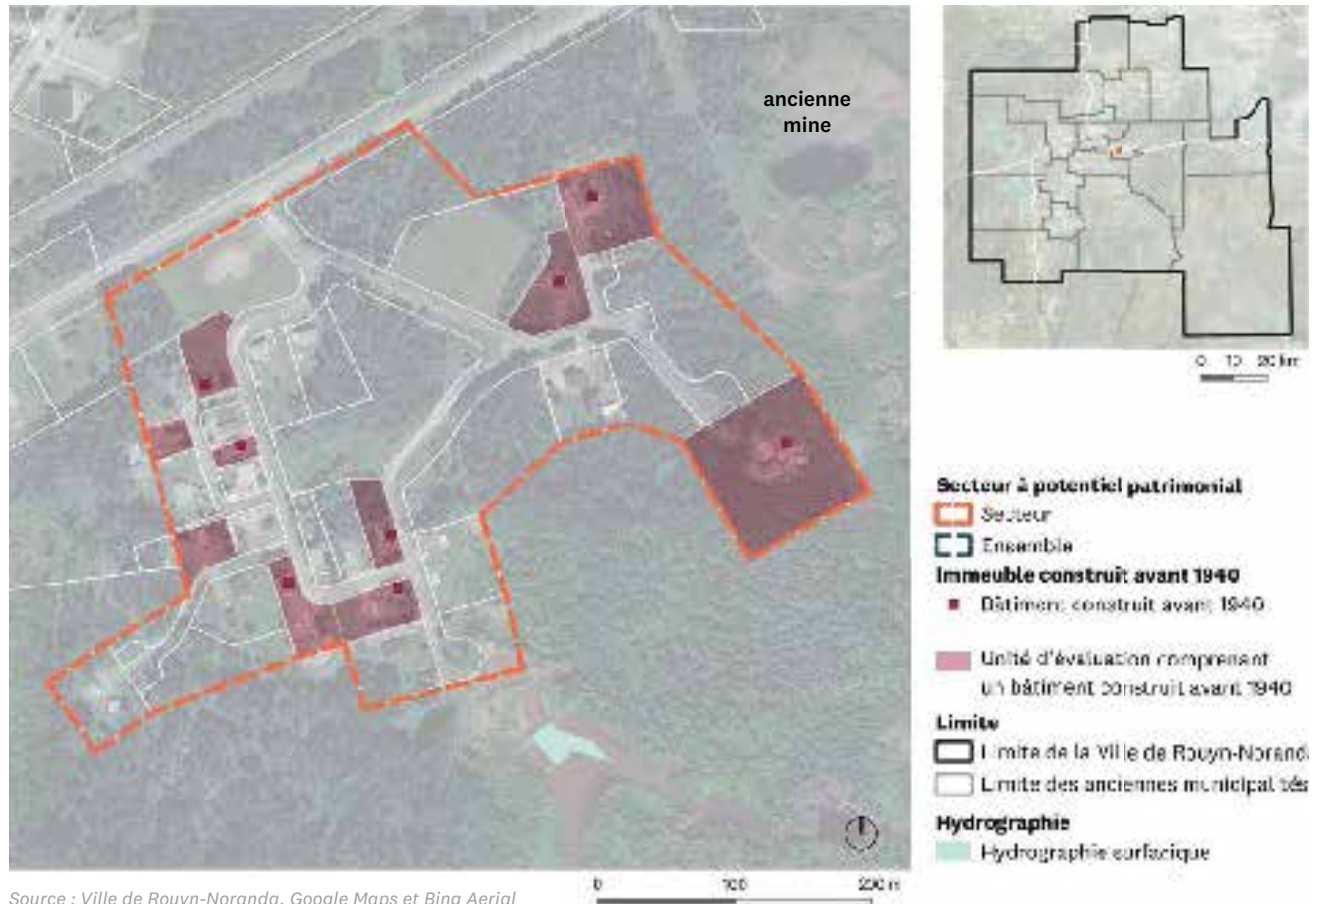 ancienne
mine
0 10 20 km
Secteur à potentiel patrimonial
Secteur
Ensemble
Immeuble construit avant 1940
Bâtiment construit avant 1940
Unité d'évaluation comprenant
un bâtiment construit avant 1940
Limite
Limite de la Ville de Rouyn-Norand
Limite des anciennes municipalités
Hydrographie
Hydrographie surfacique
0 100 200 m
Source : Ville de Rouyn-Noranda, Google Maps et Bing Aerial